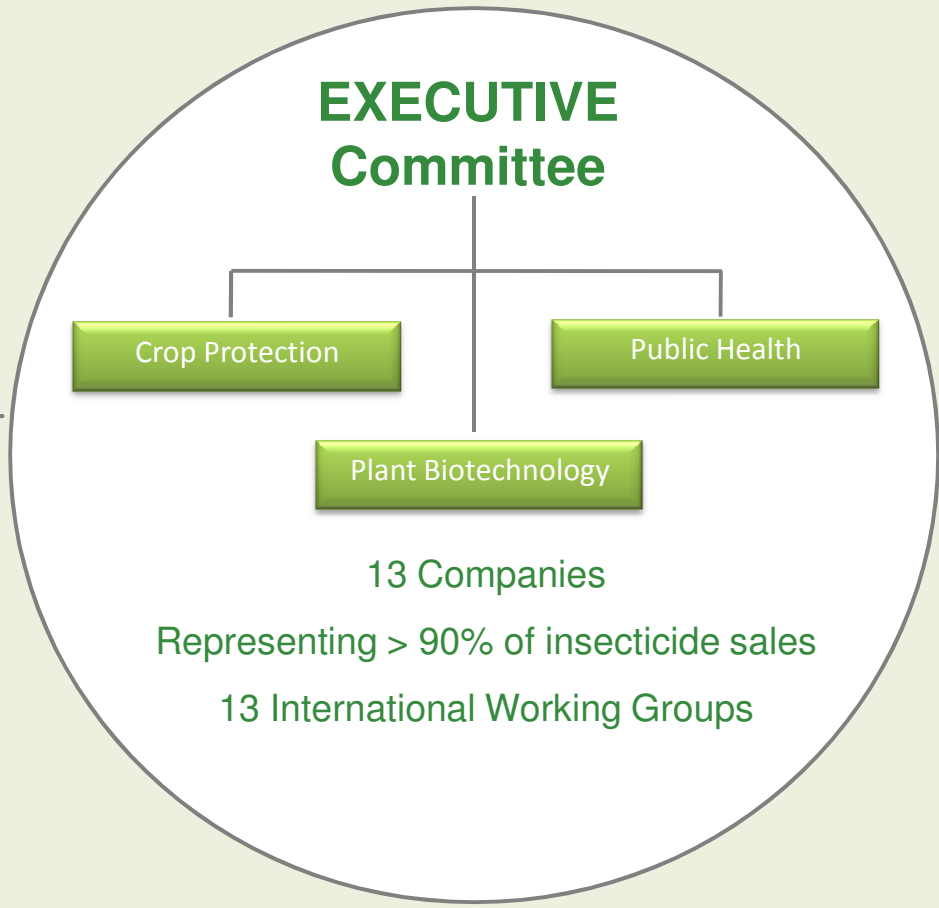 EXECUTIVE
Committee
Crop Protection
Public Health
Plant Biotechnology
13 Companies
Representing > 90% of insecticide sales
13 International Working Groups